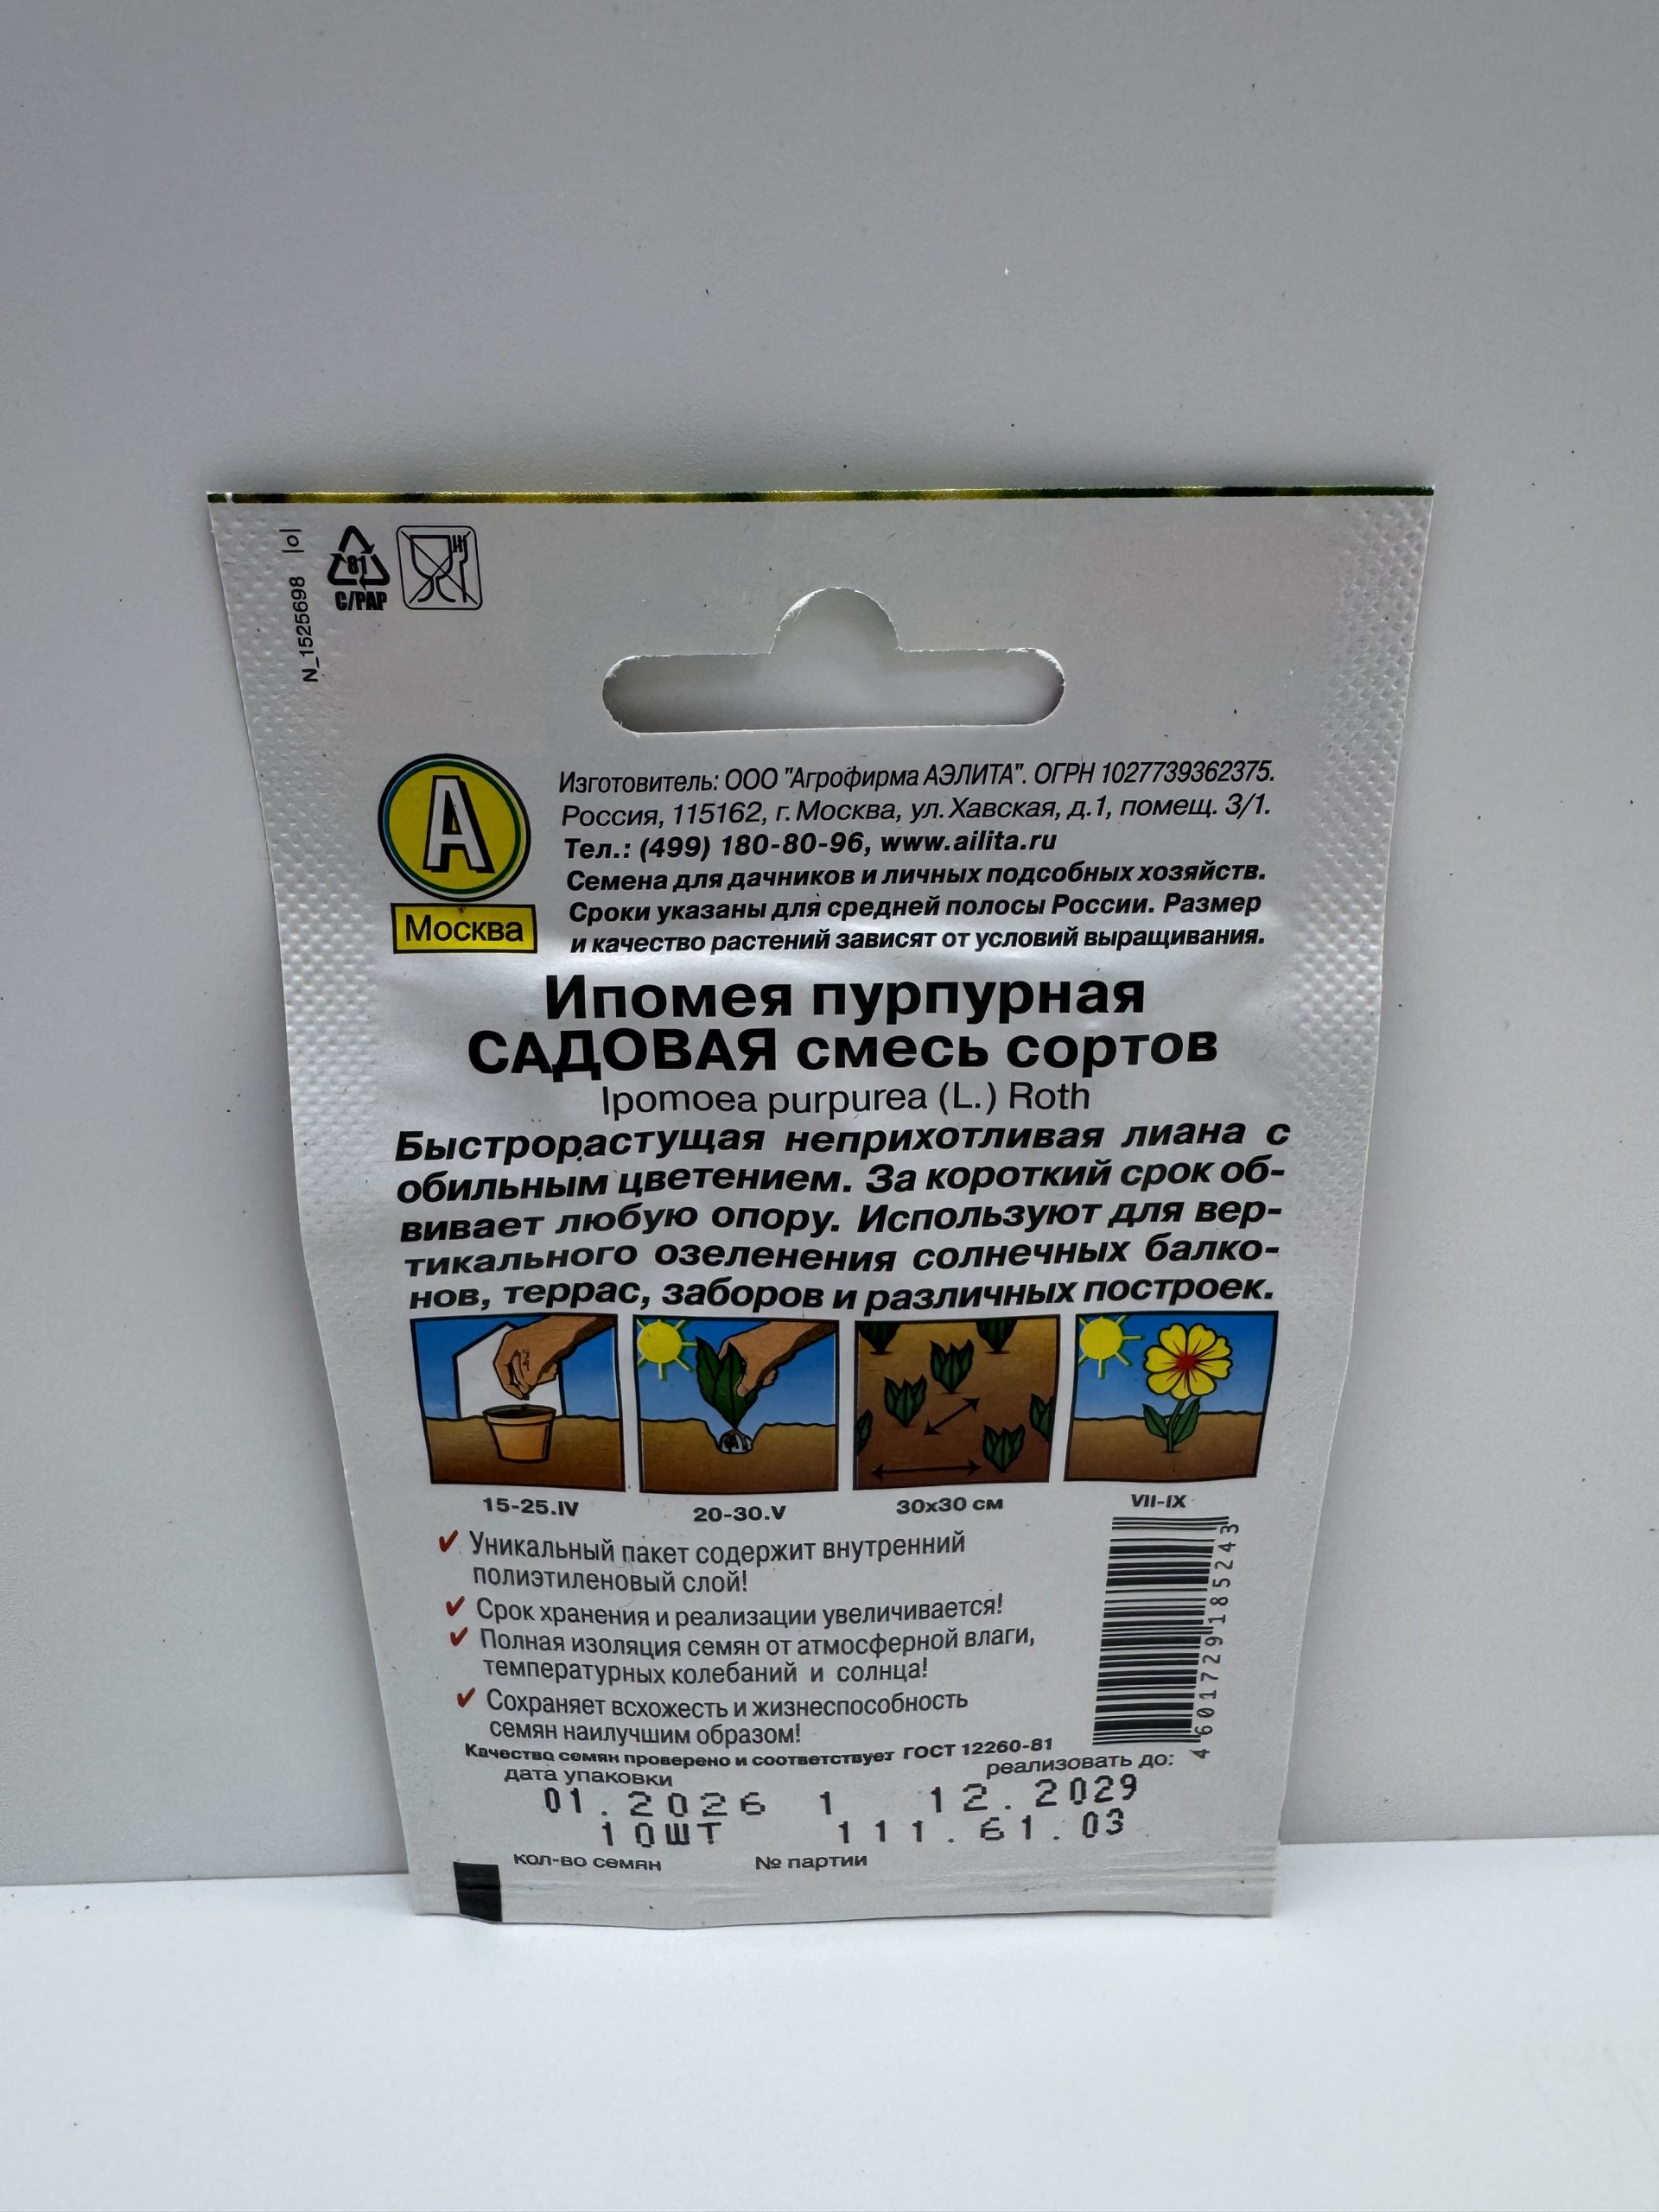 N_1525698 |o|
81
C/PAP
А
Москва
Изготовитель: ООО "Агрофирма АЭЛИТА". ОГРН 1027739362375.
Россия, 115162, г. Москва, ул. Хавская, д.1, помещ. 3/1.
Тел.: (499) 180-80-96, www.ailita.ru
Семена для дачников и личных подсобных хозяйств.
Сроки указаны для средней полосы России. Размер
и качество растений зависят от условий выращивания.
Ипомея пурпурная
САДОВАЯ смесь сортов
Ipomoea purpurea (L.) Roth
Быстрорастущая неприхотливая лиана с
обильным цветением. За короткий срок об-
вивает любую опору. Используют для вер-
тикального озеленения солнечных балко-
нов, террас, заборов и различных построек.
15-25.IV 20-30.V 30х30 см VII-IX
✓ Уникальный пакет содержит внутренний
полиэтиленовый слой!
✓ Срок хранения и реализации увеличивается!
✓ Полная изоляция семян от атмосферной влаги,
температурных колебаний и солнца!
✓ Сохраняет всхожесть и жизнеспособность
семян наилучшим образом!
4 601729 185243
Качество семян проверено и соответствует ГОСТ 12260-81
дата упаковки реализовать до:
01.2026 1 12.2029
10ШТ 111.61.03
кол-во семян № партии